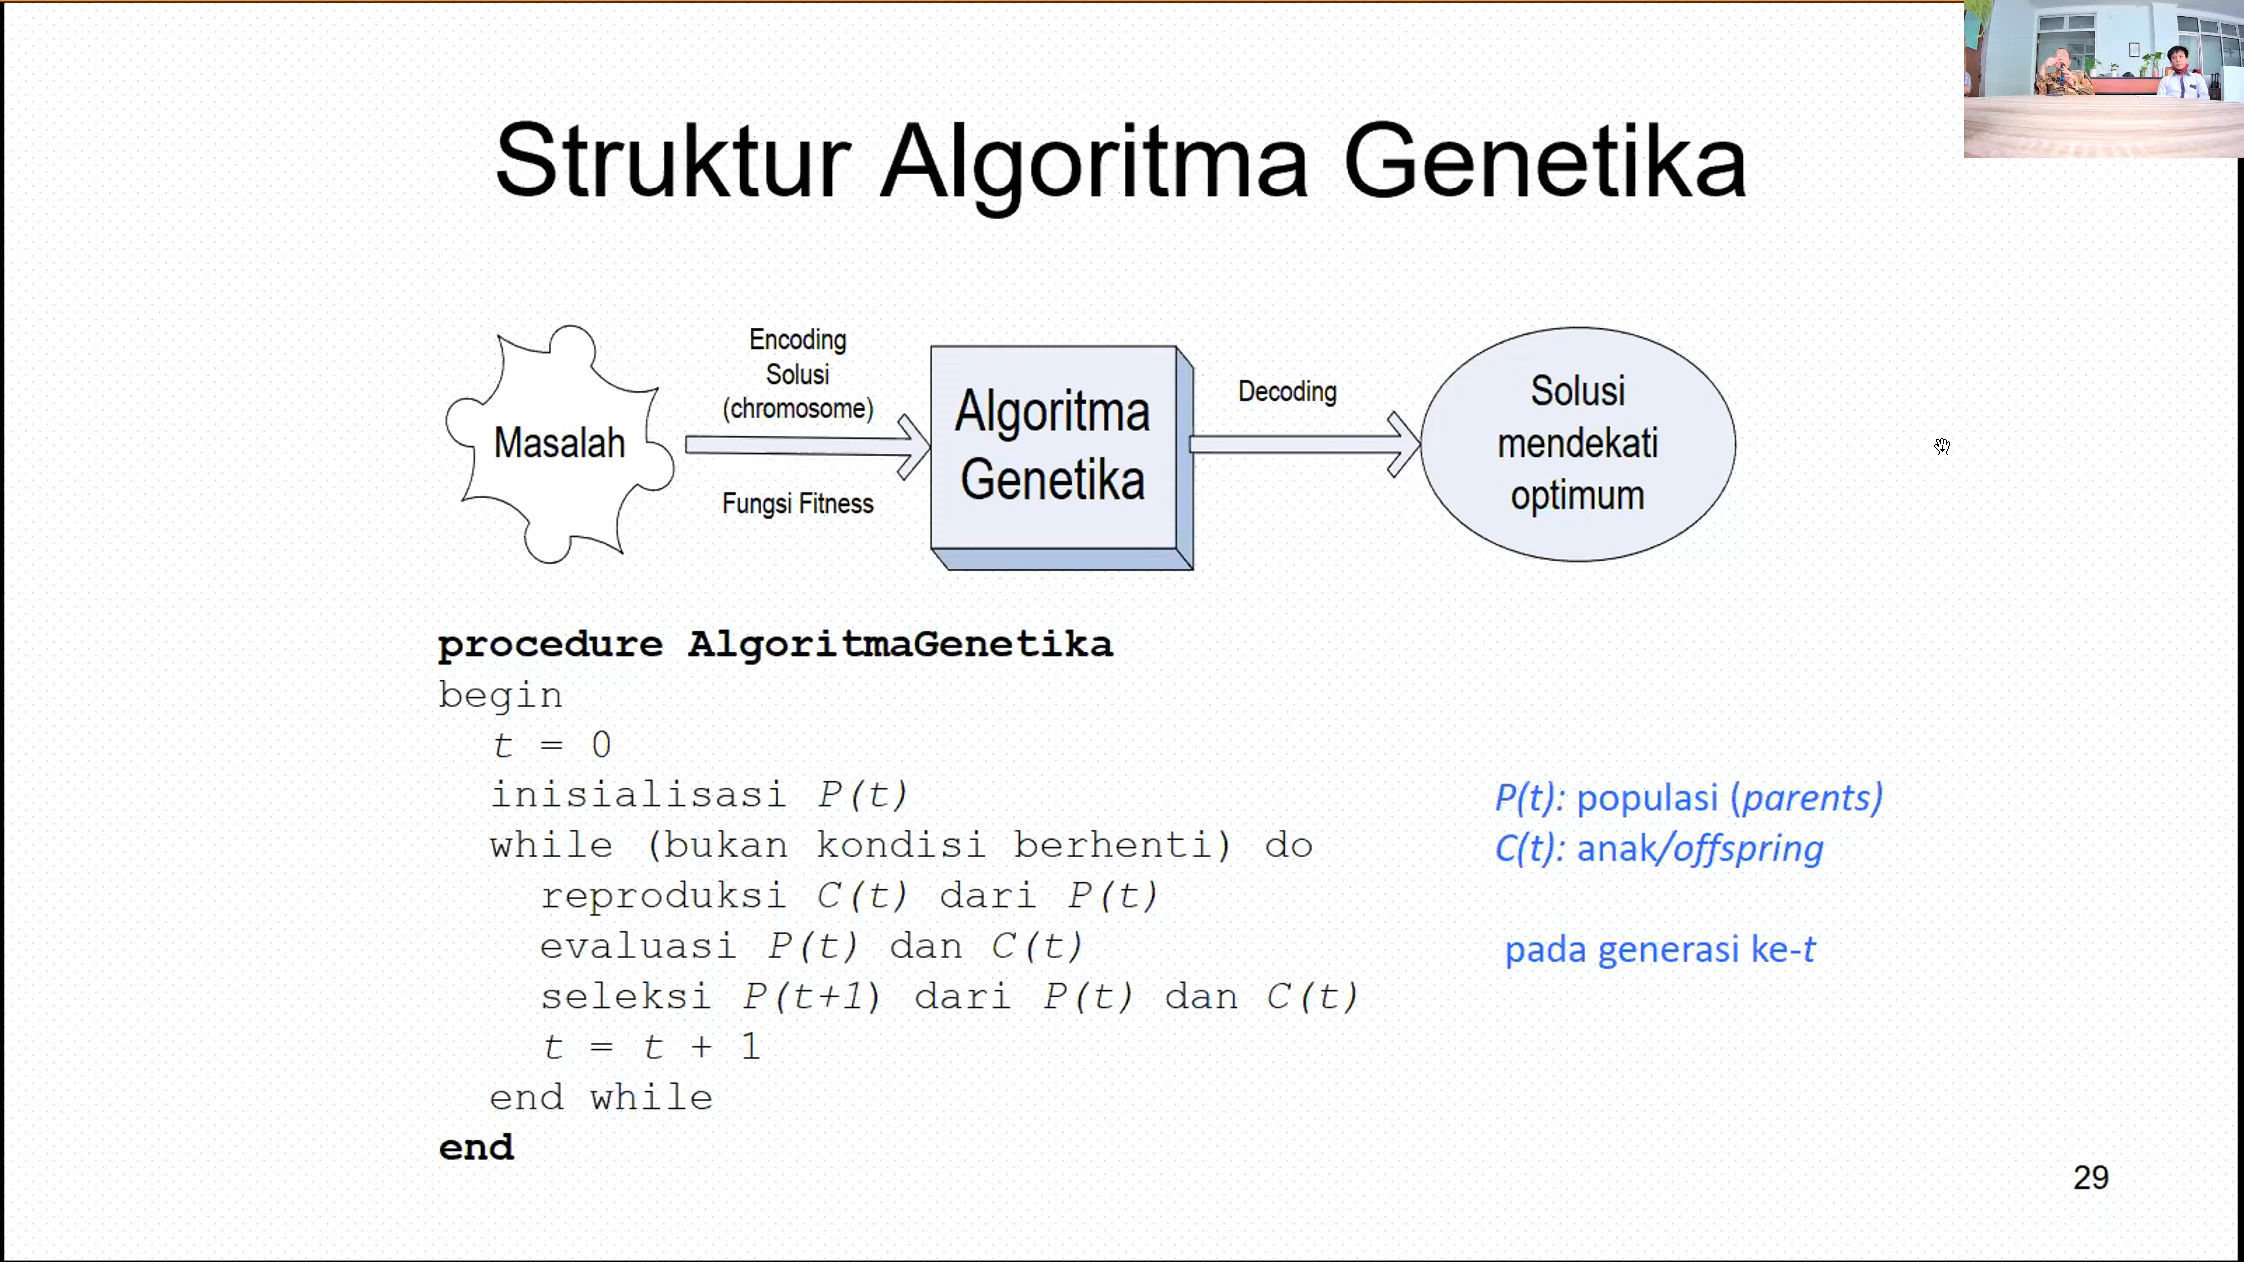 Struktur Algoritma Genetika
Masalah
Encoding
Solusi
(chromosome)
Fungsi Fitness
Algoritma
Genetika
Decoding
Solusi
mendekati
optimum
procedure AlgoritmaGenetika
begin
t = 0
inisialisasi P(t)
while (bukan kondisi berhenti) do
reproduksi C(t) dari P(t)
evaluasi P(t) dan C(t)
seleksi P(t+1) dari P(t) dan C(t)
t = t + 1
end while
end
P(t): populasi (parents)
C(t): anak/offspring
pada generasi ke-t
29